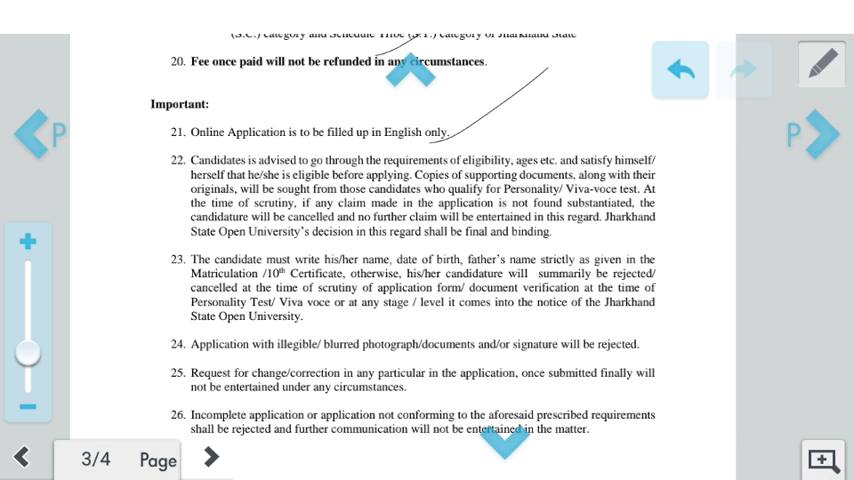 (S.C.) category and Schedule Tribe (S.T.) category of Jharkhand State
20. Fee once paid will not be refunded in any circumstances.
Important:
21. Online Application is to be filled up in English only.
22. Candidates is advised to go through the requirements of eligibility, ages etc. and satisfy himself/
herself that he/she is eligible before applying. Copies of supporting documents, along with their
originals, will be sought from those candidates who qualify for Personality/ Viva-voce test. At
the time of scrutiny, if any claim made in the application is not found substantiated, the
candidature will be cancelled and no further claim will be entertained in this regard. Jharkhand
State Open University's decision in this regard shall be final and binding.
23. The candidate must write his/her name, date of birth, father's name strictly as given in the
Matriculation /10th Certificate, otherwise, his/her candidature will summarily be rejected/
cancelled at the time of scrutiny of application form/ document verification at the time of
Personality Test/ Viva voce or at any stage / level it comes into the notice of the Jharkhand
State Open University.
24. Application with illegible/ blurred photograph/documents and/or signature will be rejected.
25. Request for change/correction in any particular in the application, once submitted finally will
not be entertained under any circumstances.
26. Incomplete application or application not conforming to the aforesaid prescribed requirements
shall be rejected and further communication will not be entertained in the matter.
P
P
3/4 Page